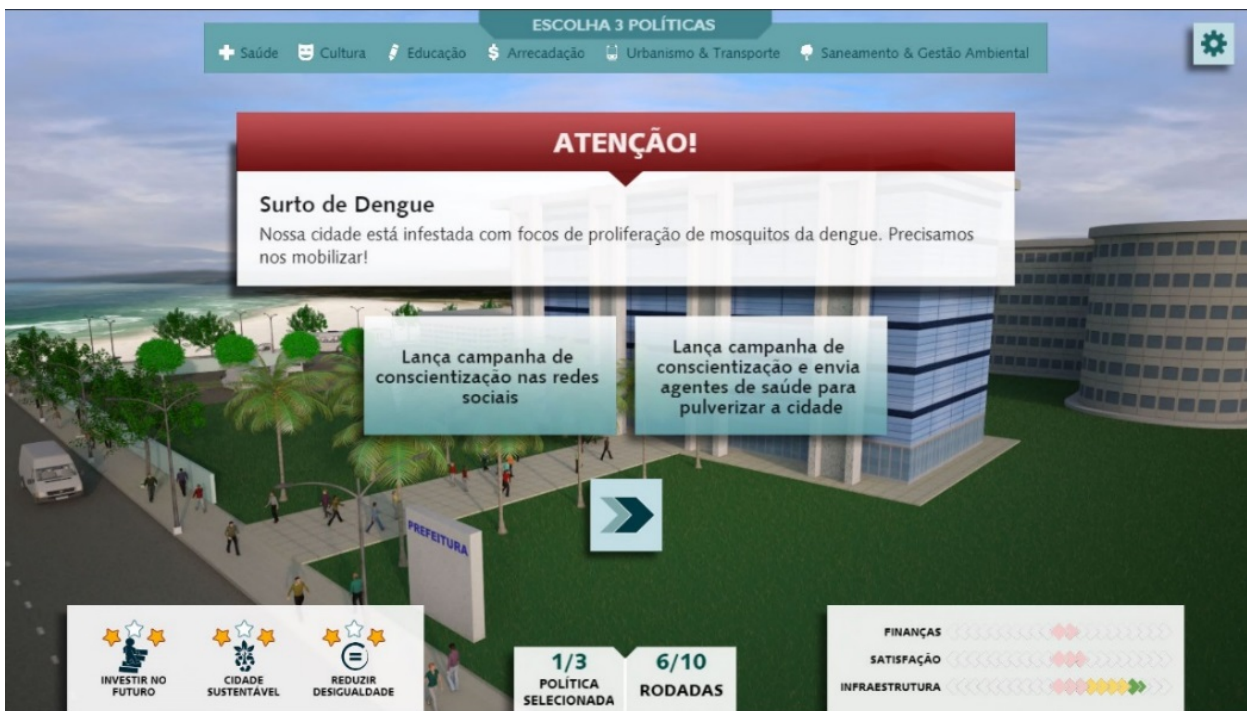 ESCOLHA 3 POLÍTICAS
Saúde Cultura Educação $ Arrecadação Urbanismo & Transporte Saneamento & Gestão Ambiental
ATENÇÃO!
Surto de Dengue
Nossa cidade está infestada com focos de proliferação de mosquitos da dengue. Precisamos
nos mobilizar!
Lança campanha de
conscientização nas redes
sociais
Lança campanha de
conscientização e envia
agentes de saúde para
pulverizar a cidade
PREFEITURA
INVESTIR NO
FUTURO
CIDADE
SUSTENTÁVEL
REDUZIR
DESIGUALDADE
1/3
POLÍTICA
SELECIONADA
6/10
RODADAS
FINANÇAS
SATISFAÇÃO
INFRAESTRUTURA